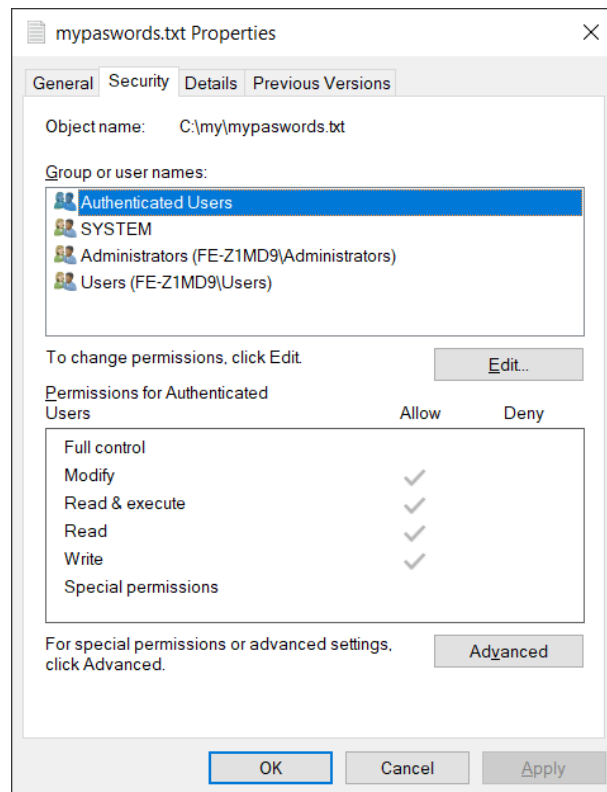 mypaswords.txt Properties
General Security Details Previous Versions
Object name: C:\my\mypaswords.txt
Group or user names:
Authenticated Users
SYSTEM
Administrators (FE-Z1MD9\Administrators)
Users (FE-Z1MD9\Users)
To change permissions, click Edit.
Edit...
Permissions for Authenticated
Users Allow Deny
Full control
Modify
Read & execute
Read
Write
Special permissions
For special permissions or advanced settings,
click Advanced.
Advanced
OK Cancel Apply